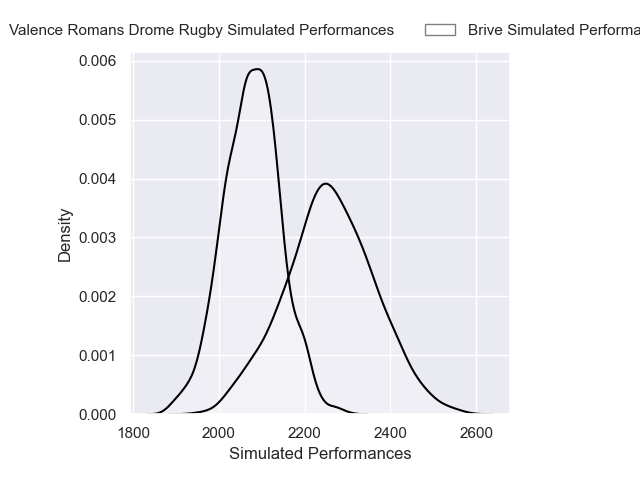 Valence Romans Drome Rugby Simulated Performances
Brive Simulated Performa
0.006
0.005
0.004
0.003
0.002
0.001
0.000
Density
1800 2000 2200 2400 2600
Simulated Performances